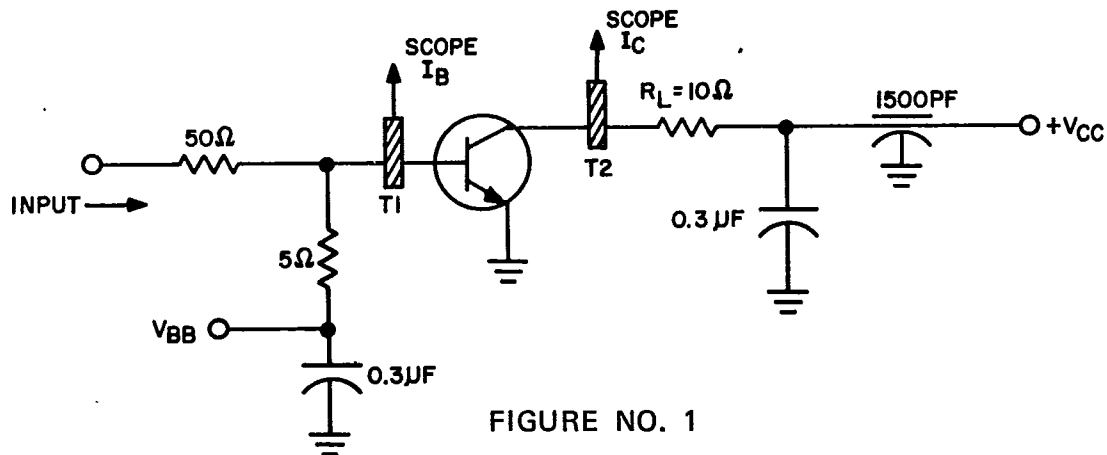 SCOPE
I_B
SCOPE
I_C
R_L = 10Ω
1500PF
50Ω
+V_CC
T1
T2
INPUT
0.3µF
5Ω
V_BB
0.3µF
FIGURE NO. 1